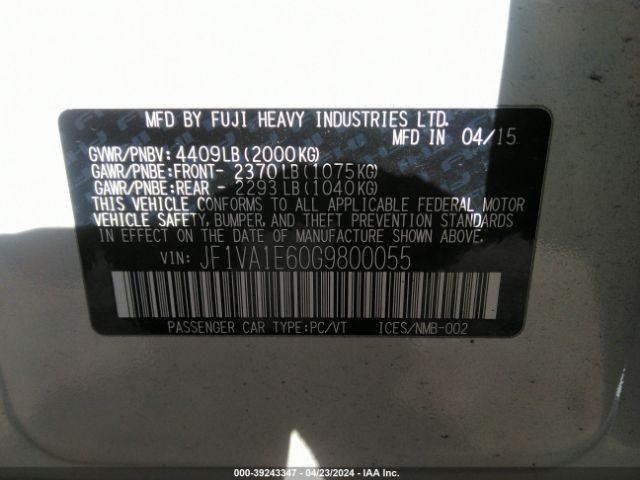 MFD BY FUJI HEAVY INDUSTRIES LTD.
MFD IN 04/15
GVWR/PNBV: 4409LB (2000KG)
GAWR/PNBE:FRONT- 2370LB (1075KG)
GAWR/PNBE:REAR - 2293LB (1040KG)
THIS VEHICLE CONFORMS TO ALL APPLICABLE FEDERAL MOTOR
VEHICLE SAFETY, BUMPER, AND THEFT PREVENTION STANDARDS
IN EFFECT ON THE DATE OF MANUFACTURE SHOWN ABOVE.
VIN: JF1VA1E60G9800055
PASSENGER CAR TYPE:PC/VT ICES/NMB-002
000-39243347 - 04/23/2024 - IAA Inc.